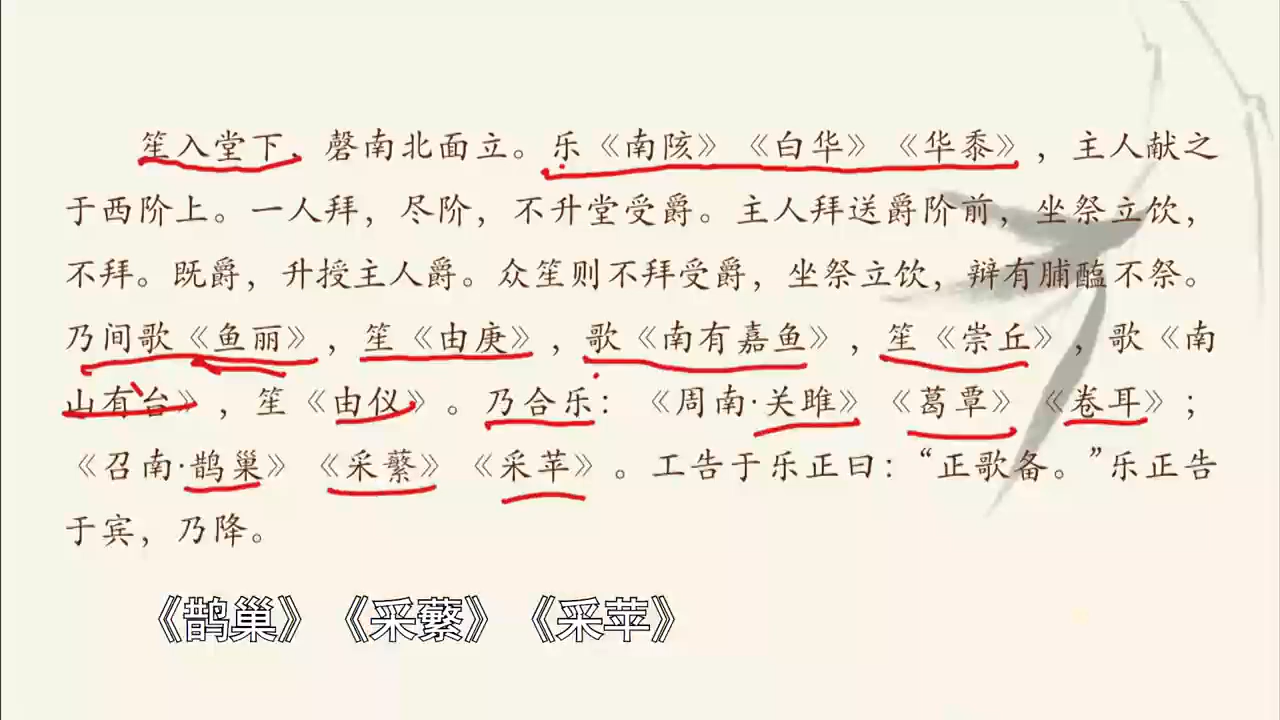 笙入堂下，磬南北面立。乐《南陔》《白华》《华黍》，主人献之
于西阶上。一人拜，尽阶，不升堂受爵。主人拜送爵阶前，坐祭立饮，
不拜。既爵，升授主人爵。众笙则不拜受爵，坐祭立饮，辩有脯醢不祭。
乃间歌《鱼丽》，笙《由庚》，歌《南有嘉鱼》，笙《崇丘》，歌《南
山有台》，笙《由仪》。乃合乐：《周南·关雎》《葛覃》《卷耳》；
《召南·鹊巢》《采蘩》《采苹》。工告于乐正曰：“正歌备。”乐正告
于宾，乃降。
《鹊巢》《采蘩》《采苹》